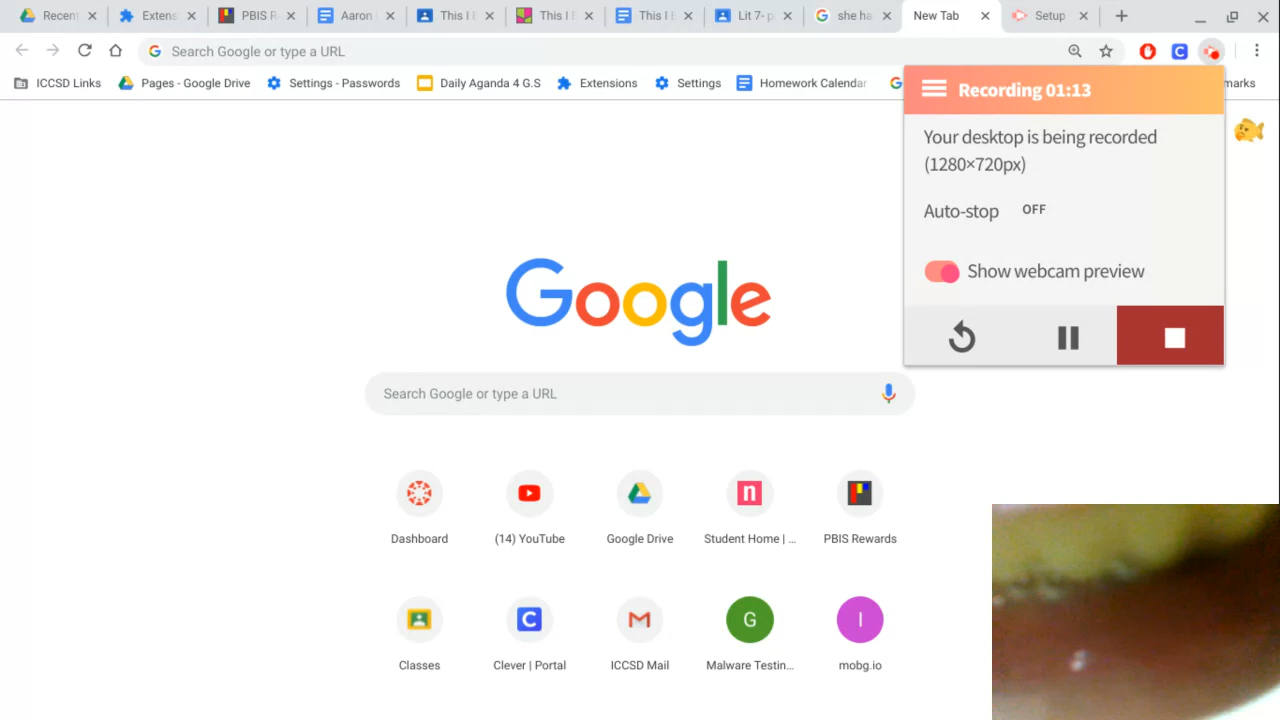 Recen
Extens
PBIS R
Aaron
This I E
This I E
This I E
Lit 7- p
she ha
New Tab
Setup
Search Google or type a URL
ICCSD Links
Pages - Google Drive
Settings - Passwords
Daily Aganda 4 G.S
Extensions
Settings
Homework Calendar
marks
Recording 01:13
Your desktop is being recorded
(1280×720px)
Auto-stop OFF
Show webcam preview
Google
Search Google or type a URL
Dashboard
(14) YouTube
Google Drive
Student Home | ...
PBIS Rewards
G
I
Classes
Clever | Portal
ICCSD Mail
Malware Testin...
mobg.io